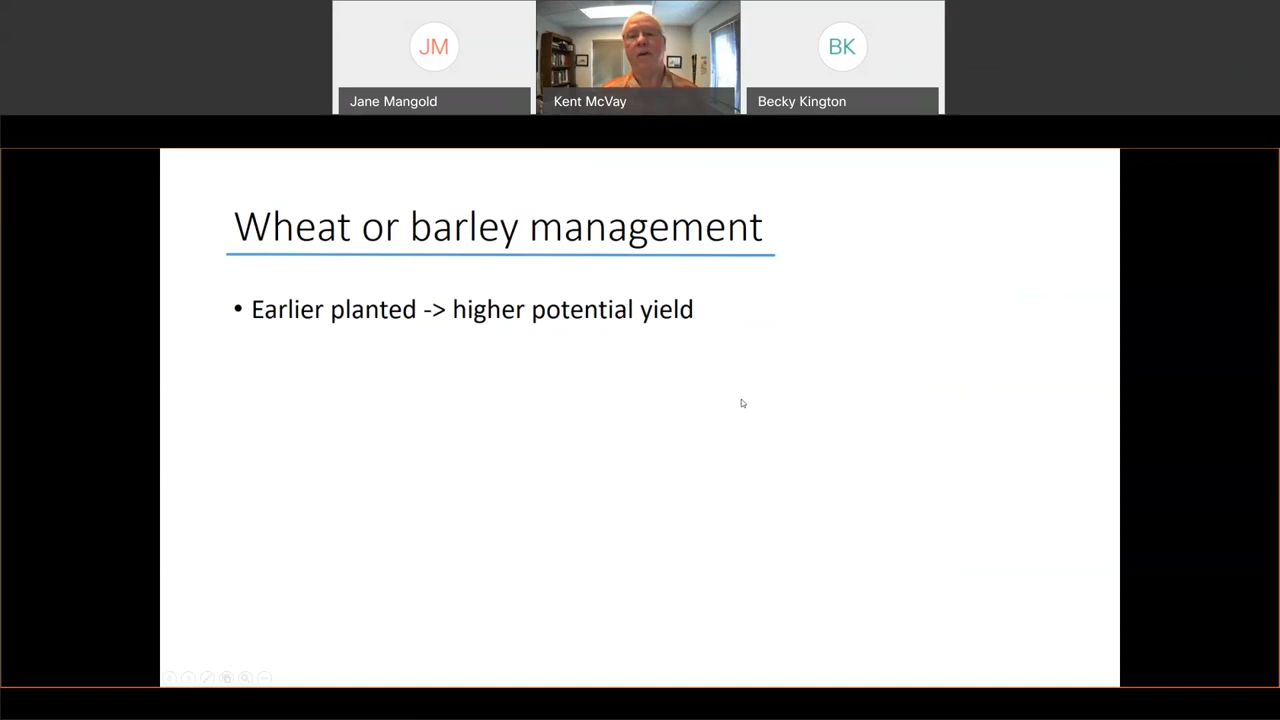 JM
BK
Jane Mangold
Kent McVay
Becky Kington
Wheat or barley management
• Earlier planted -> higher potential yield